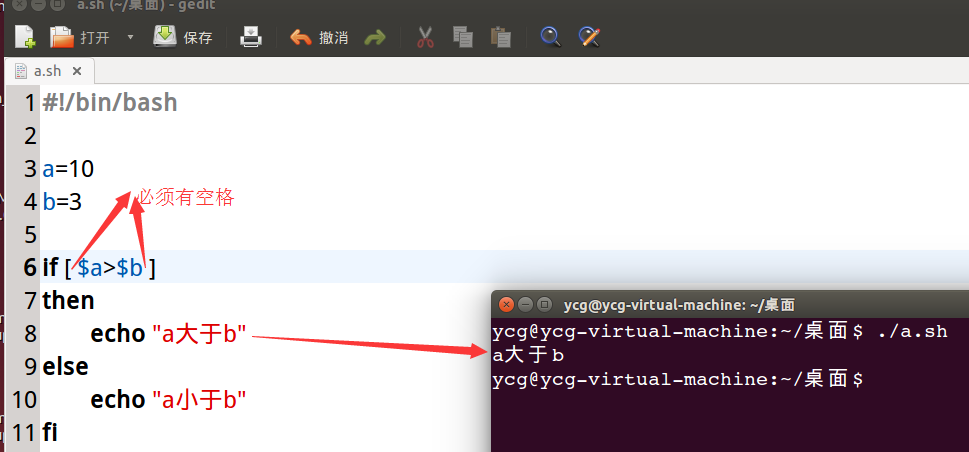 a.sh (~/桌面) - gedit
打开 保存 撤消
a.sh ×
1 #!/bin/bash
2
3 a=10
4 b=3
必须有空格
5
6 if [ $a>$b ]
7 then
8 echo "a大于b"
9 else
10 echo "a小于b"
11 fi
ycg@ycg-virtual-machine: ~/桌面
ycg@ycg-virtual-machine:~/桌面$ ./a.sh
a大于b
ycg@ycg-virtual-machine:~/桌面$